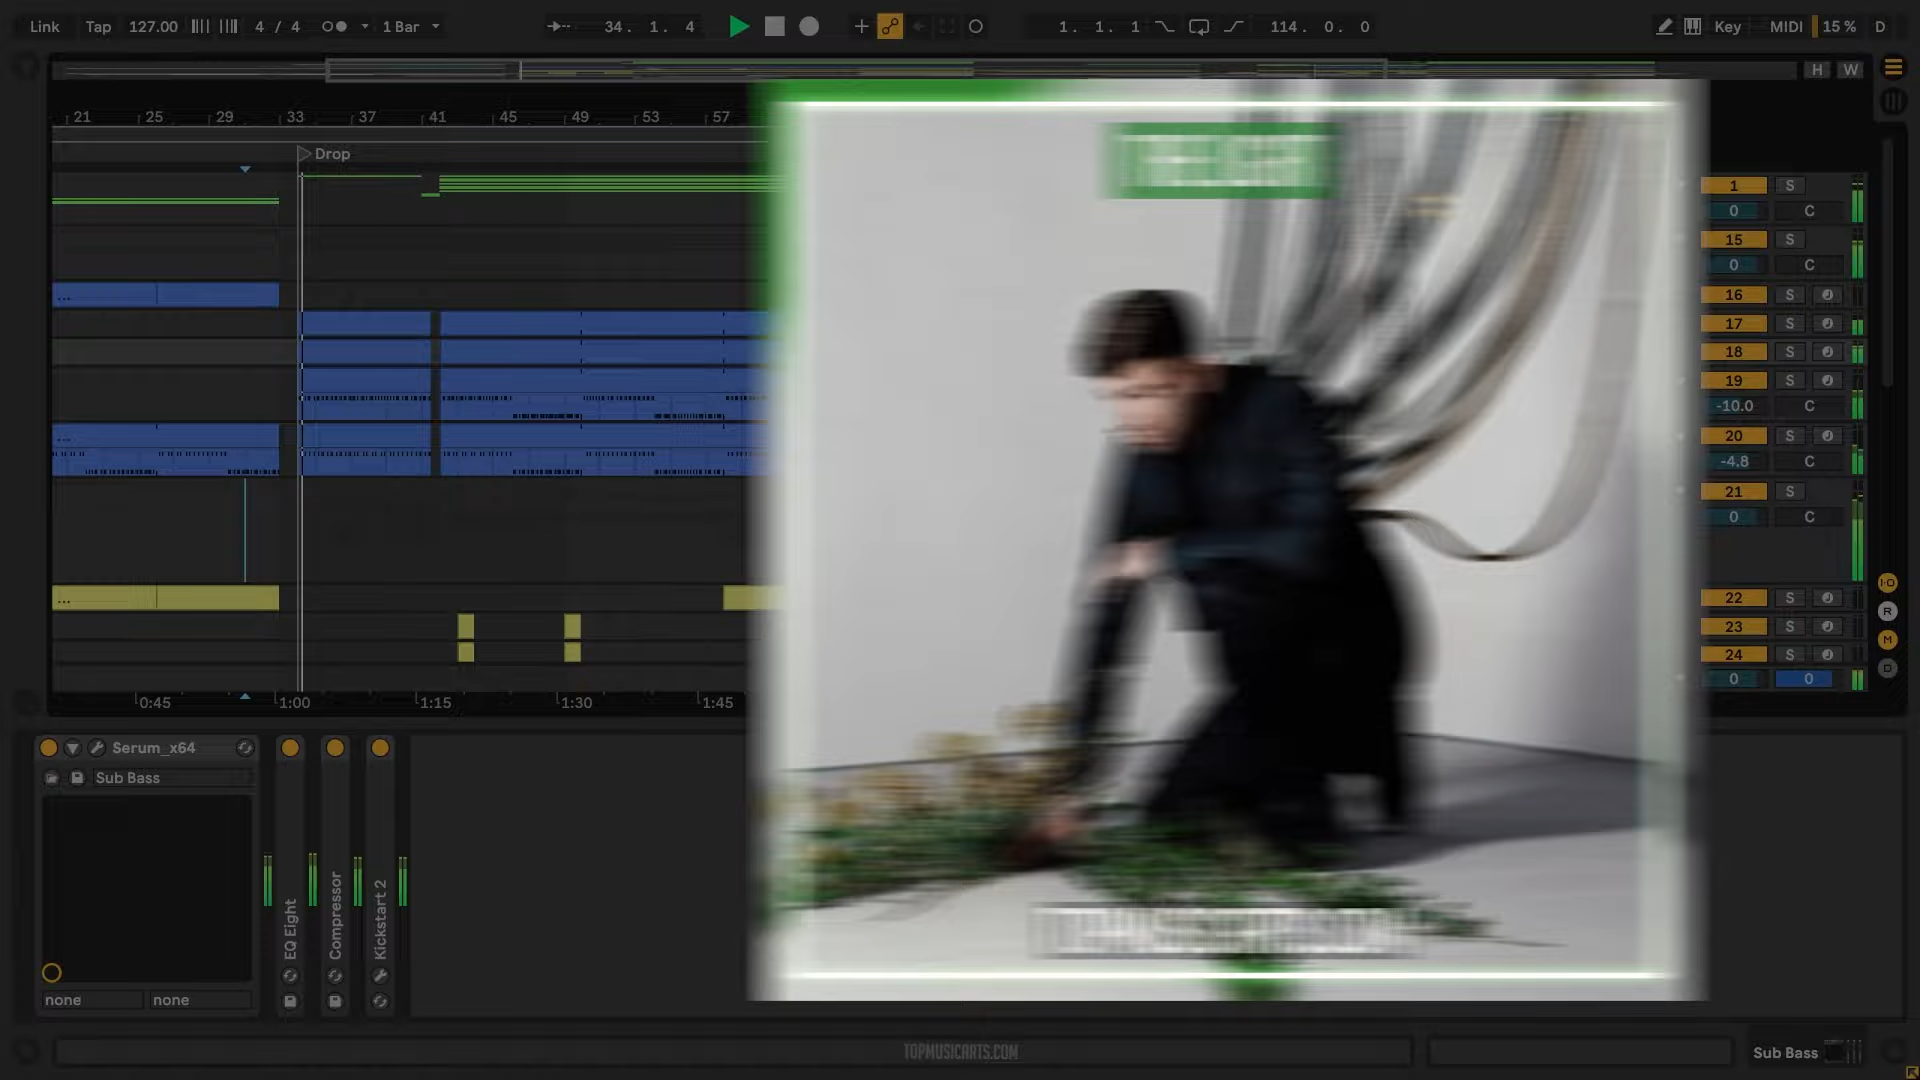 Link Tap 127.00 4 / 4 1 Bar 34. 1. 4 1. 1. 1 114. 0. 0 Key MIDI 15 % D
H W
21 25 29 33 37 41 45 49 53 57
Drop
1 S
0 C
15 S
0 C
16 S
17 S
18 S
19 S
-10.0 C
20 S
-4.8 C
21 S
0 C
22 S
23 S
24 S
0 0
I·O
R
M
D
...
...
...
0:45 1:00 1:15 1:30 1:45
Serum_x64
Sub Bass
none none
EQ Eight
Compressor
Kickstart 2
TOPMUSICARTS.COM
Sub Bass